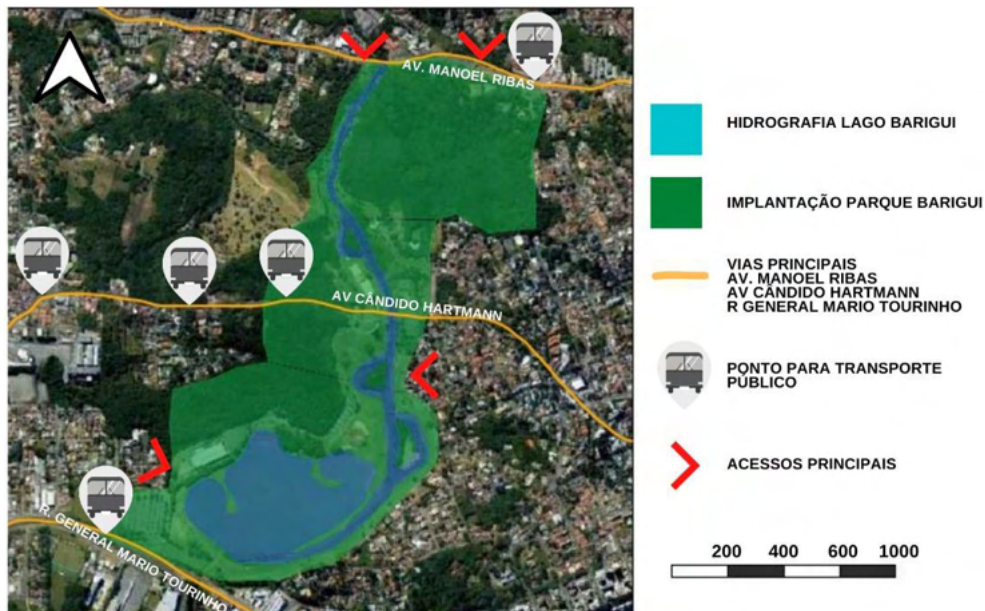 AV. MANOEL RIBAS
AV CÂNDIDO HARTMANN
R. GENERAL MARIO TOURINHO
HIDROGRAFIA LAGO BARIGUI
IMPLANTAÇÃO PARQUE BARIGUI
VIAS PRINCIPAIS
AV. MANOEL RIBAS
AV CÂNDIDO HARTMANN
R GENERAL MARIO TOURINHO
PONTO PARA TRANSPORTE
PÚBLICO
ACESSOS PRINCIPAIS
200 400 600 1000